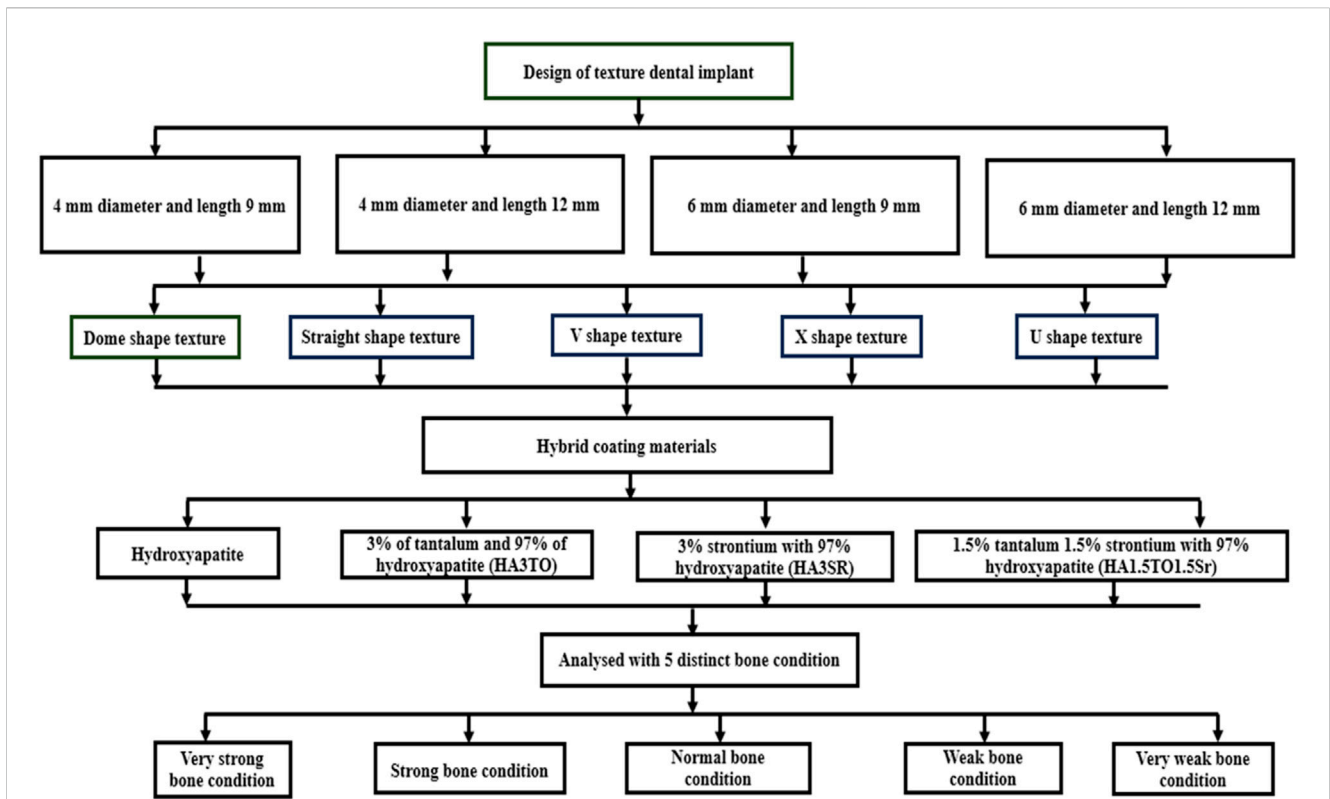 Design of texture dental implant
4 mm diameter and length 9 mm
4 mm diameter and length 12 mm
6 mm diameter and length 9 mm
6 mm diameter and length 12 mm
Dome shape texture
Straight shape texture
V shape texture
X shape texture
U shape texture
Hybrid coating materials
Hydroxyapatite
3% of tantalum and 97% of
hydroxyapatite (HA3TO)
3% strontium with 97%
hydroxyapatite (HA3SR)
1.5% tantalum 1.5% strontium with 97%
hydroxyapatite (HA1.5TO1.5Sr)
Analysed with 5 distinct bone condition
Very strong
bone condition
Strong bone condition
Normal bone
condition
Weak bone
condition
Very weak bone
condition